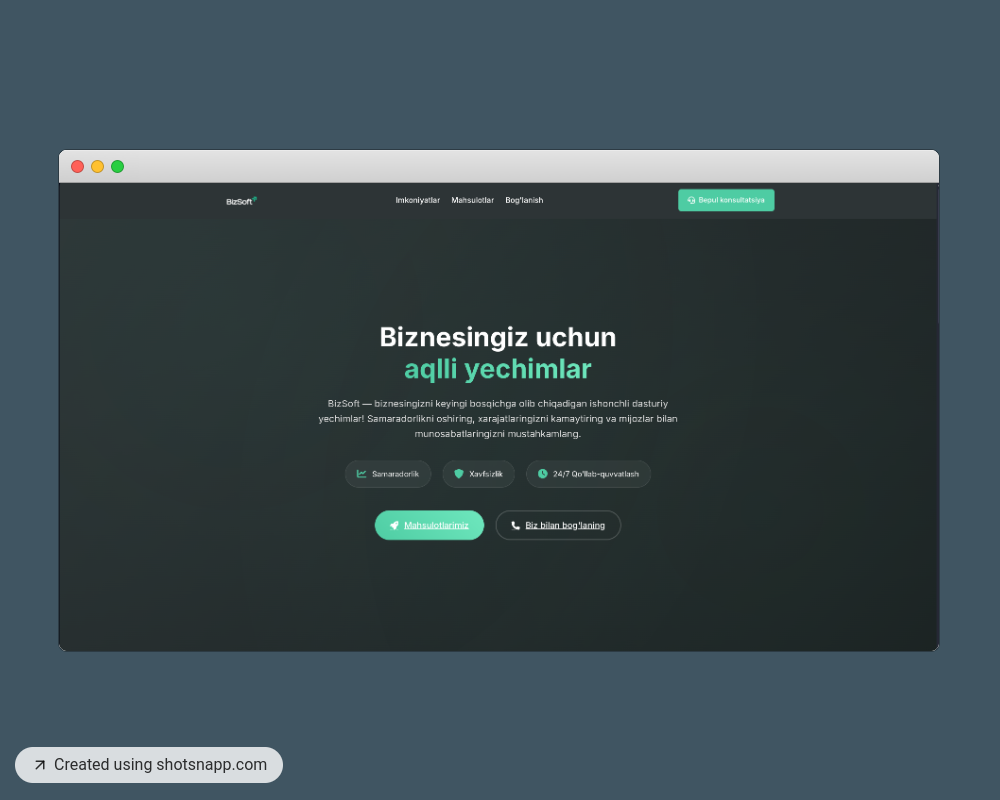 BizSoft
Imkoniyatlar Mahsulotlar Bog'lanish
Bepul konsultatsiya
Biznesingiz uchun
aqlli yechimlar
BizSoft — biznesingizni keyingi bosqichga olib chiqadigan ishonchli dasturiy
yechimlar! Samaradorlikni oshiring, xarajatlaringizni kamaytiring va mijozlar bilan
munosabatlaringizni mustahkamlang.
Samaradorlik Xavfsizlik 24/7 Qo'llab-quvvatlash
Mahsulotlarimiz Biz bilan bog'laning
Created using shotsnapp.com